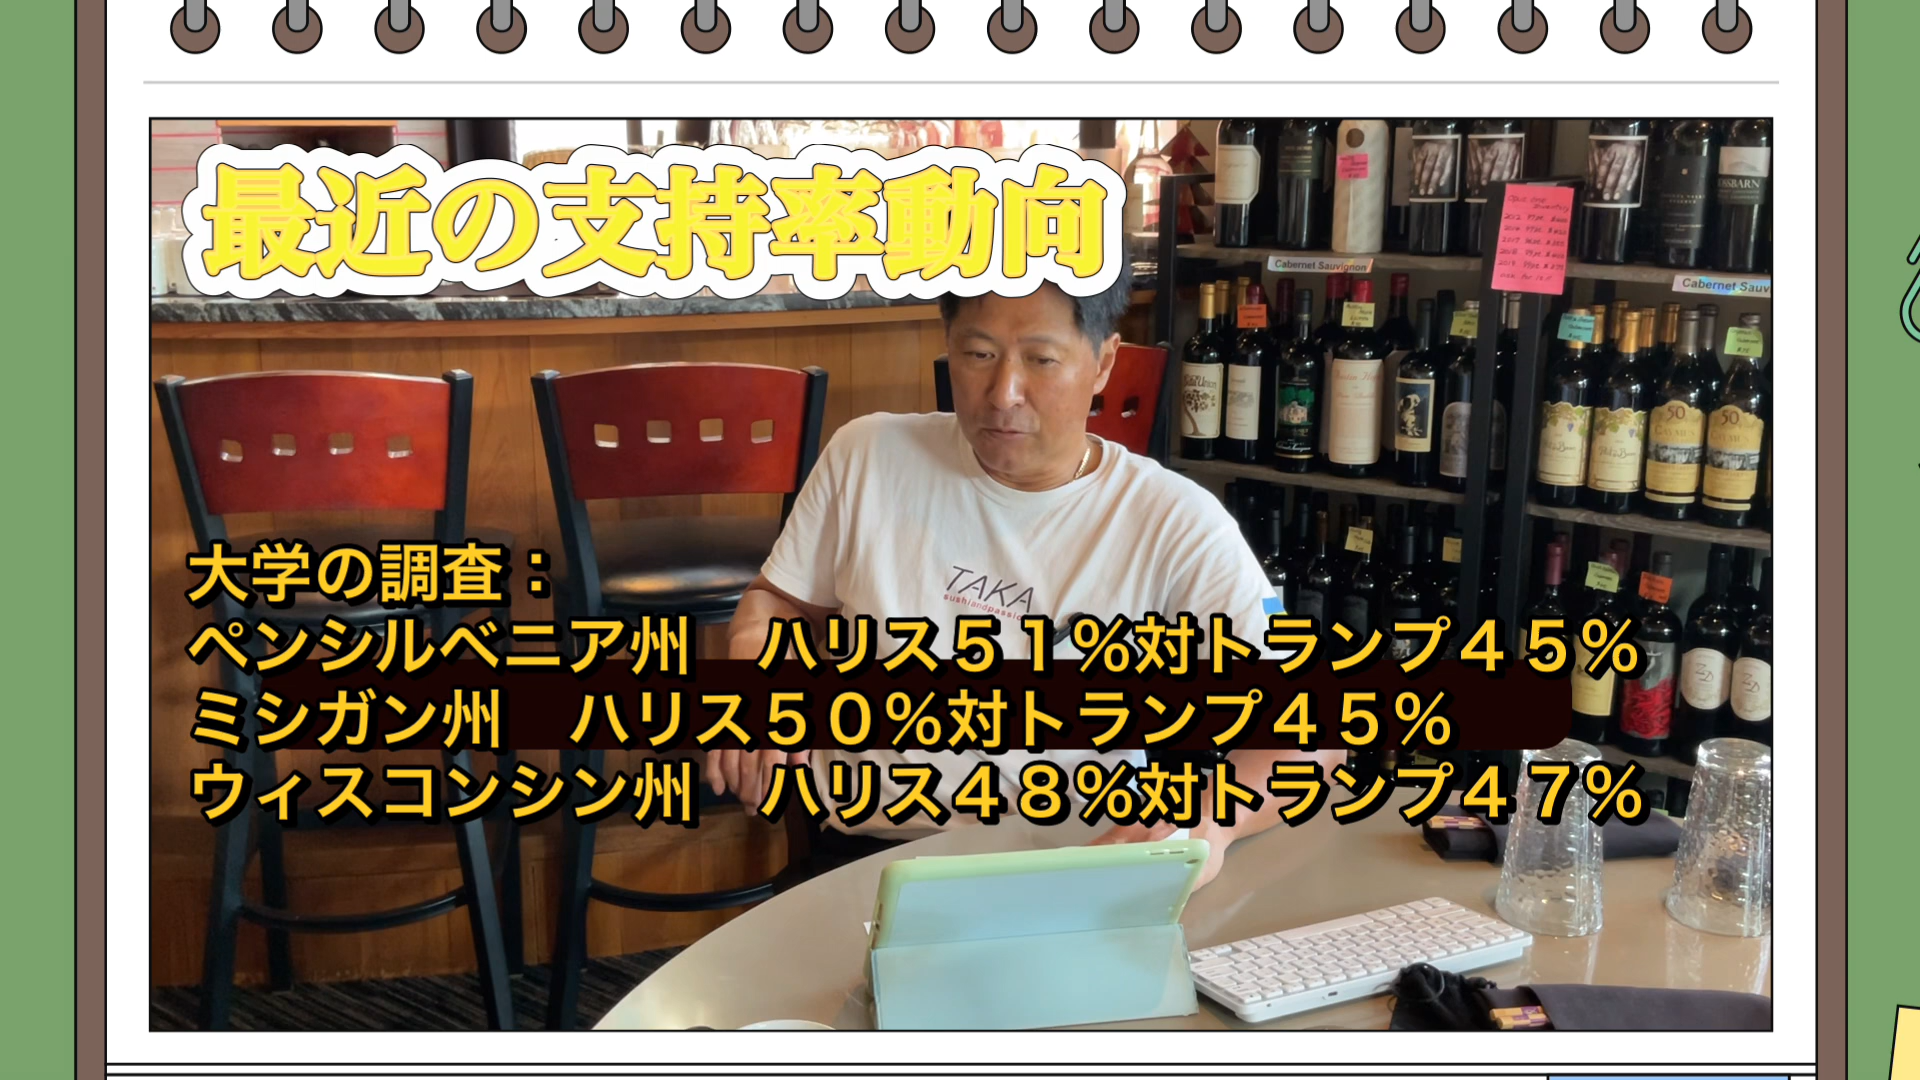 最近の支持率動向
Cabernet Sauvignon
Cabernet Sauv
TAKA
大学の調査：
ペンシルベニア州　ハリス５１％対トランプ４５％
ミシガン州　ハリス５０％対トランプ４５％
ウィスコンシン州　ハリス４８％対トランプ４７％